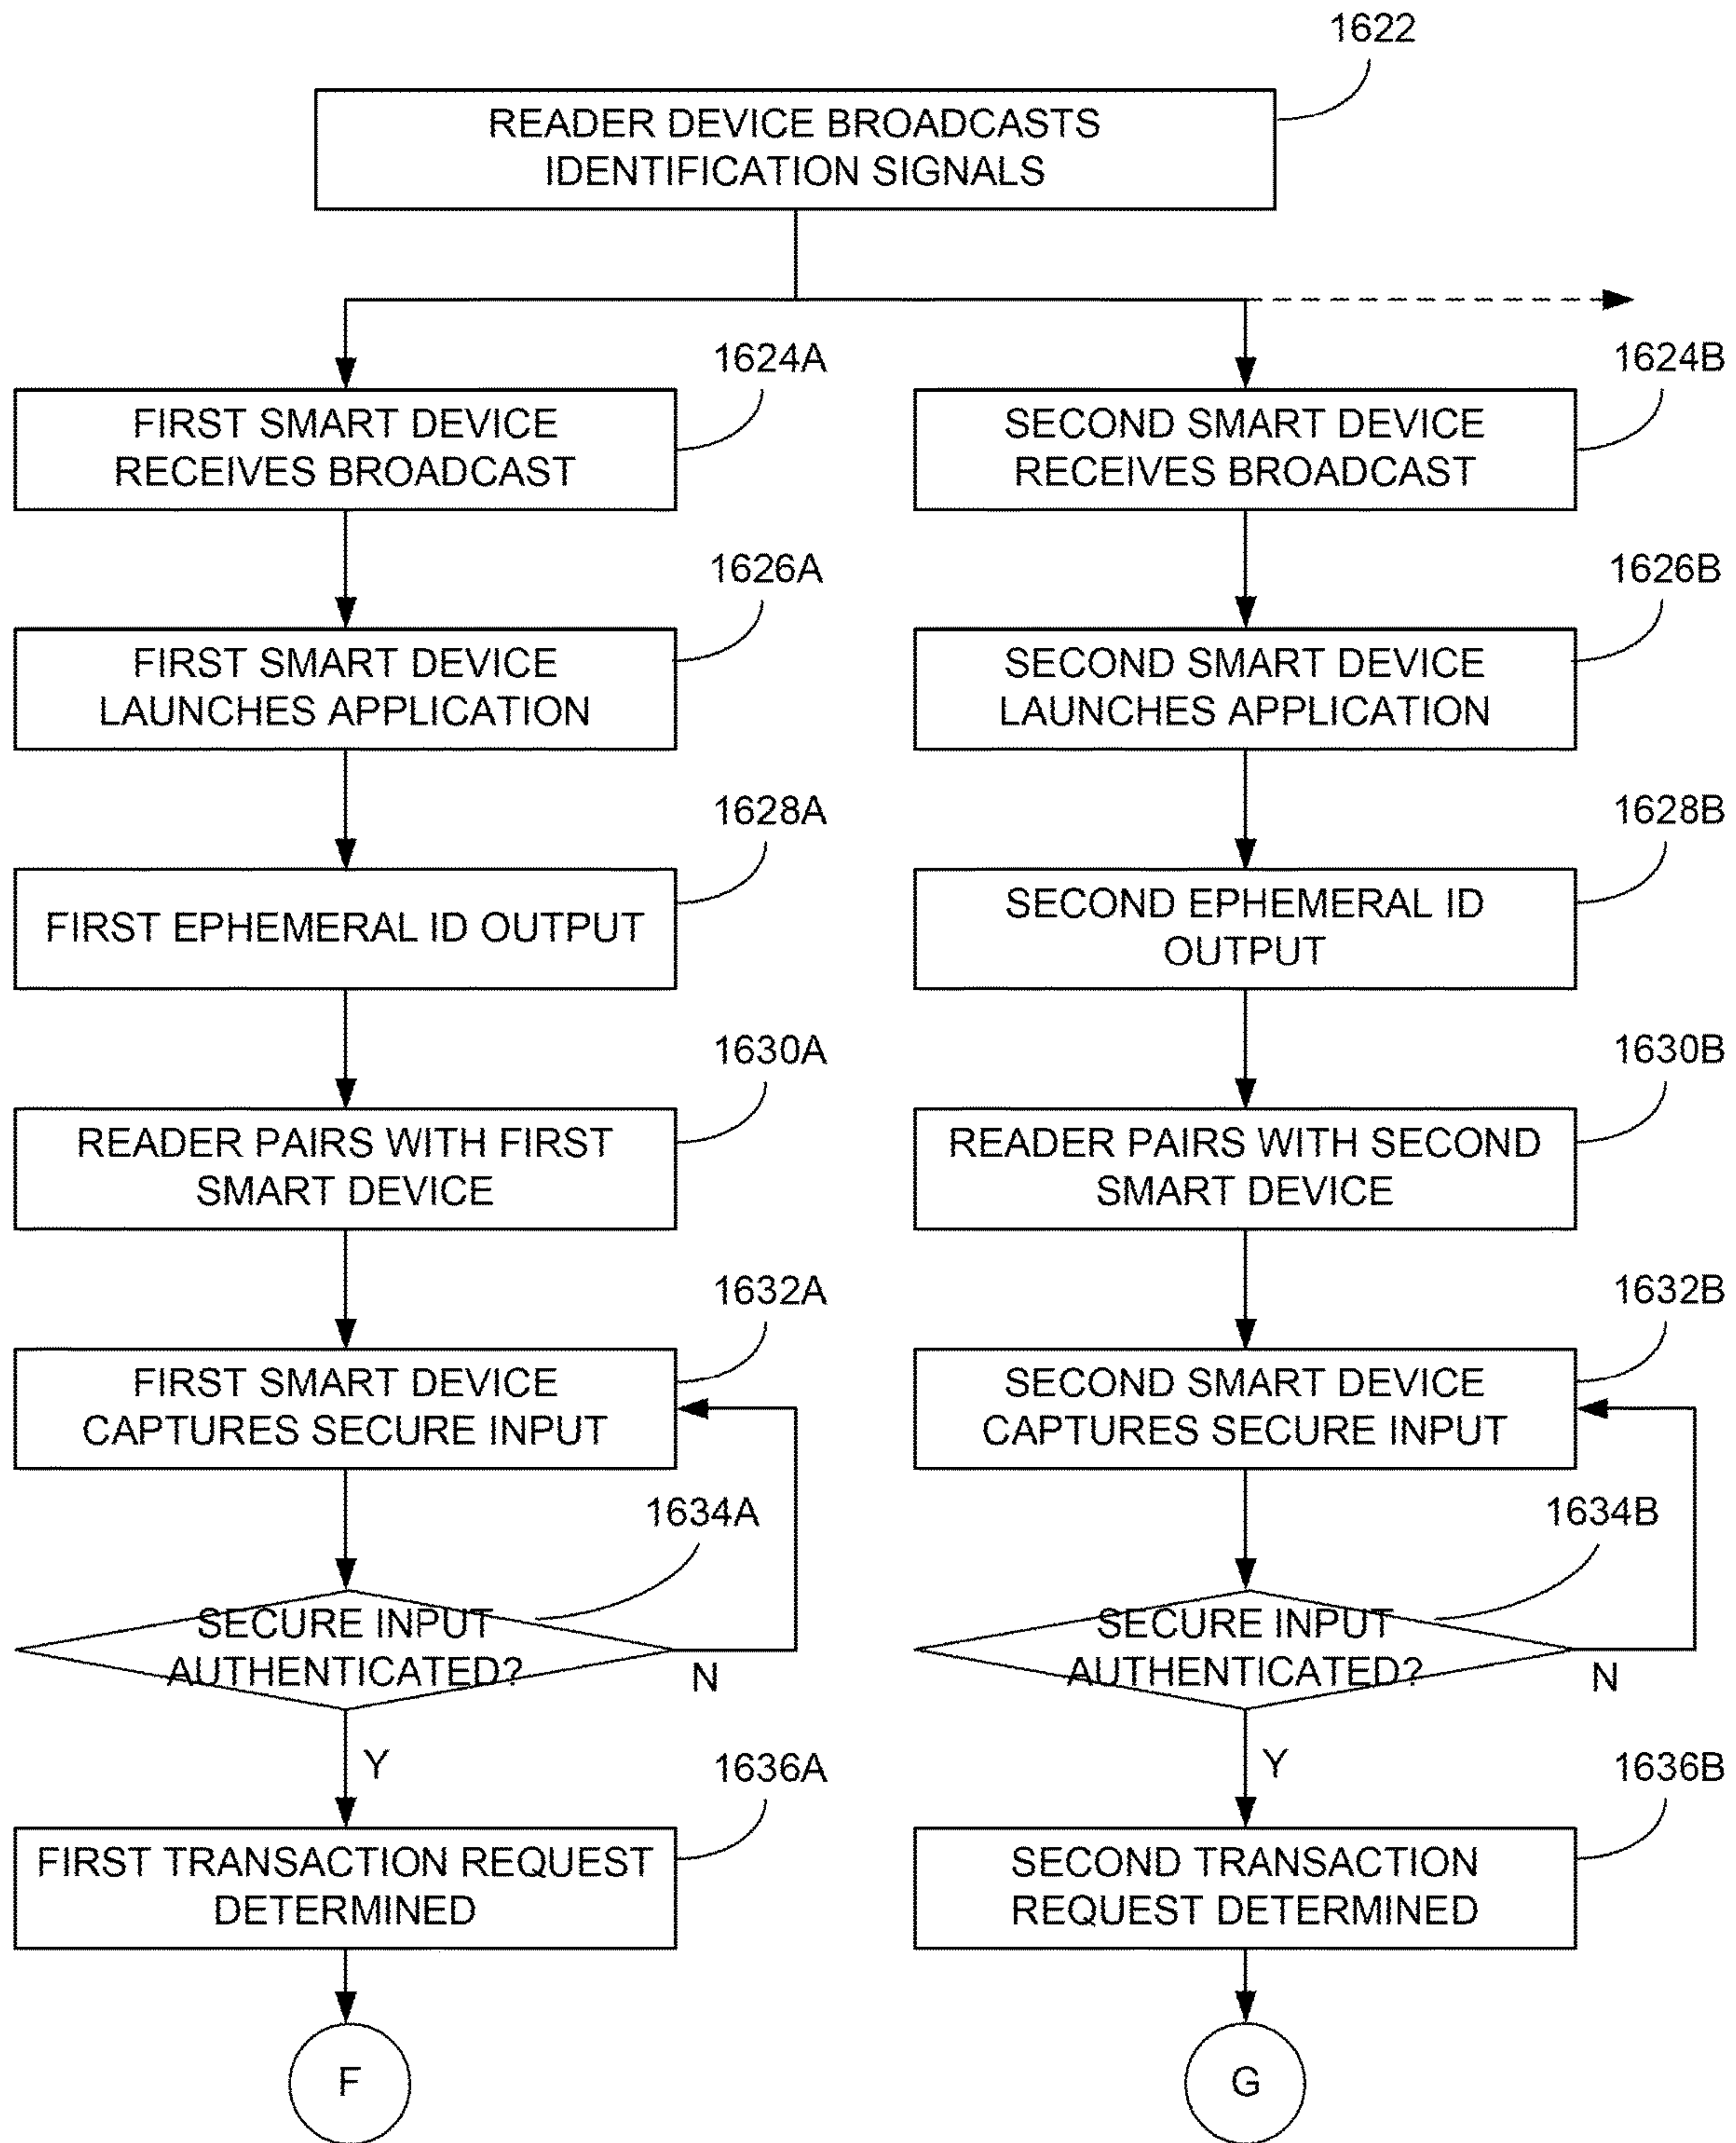 1622
READER DEVICE BROADCASTS
IDENTIFICATION SIGNALS
1624A
FIRST SMART DEVICE
RECEIVES BROADCAST
1624B
SECOND SMART DEVICE
RECEIVES BROADCAST
1626A
FIRST SMART DEVICE
LAUNCHES APPLICATION
1626B
SECOND SMART DEVICE
LAUNCHES APPLICATION
1628A
FIRST EPHEMERAL ID OUTPUT
1628B
SECOND EPHEMERAL ID
OUTPUT
1630A
READER PAIRS WITH FIRST
SMART DEVICE
1630B
READER PAIRS WITH SECOND
SMART DEVICE
1632A
FIRST SMART DEVICE
CAPTURES SECURE INPUT
1632B
SECOND SMART DEVICE
CAPTURES SECURE INPUT
1634A
SECURE INPUT
AUTHENTICATED?
N
1634B
SECURE INPUT
AUTHENTICATED?
N
Y
1636A
FIRST TRANSACTION REQUEST
DETERMINED
Y
1636B
SECOND TRANSACTION
REQUEST DETERMINED
F
G